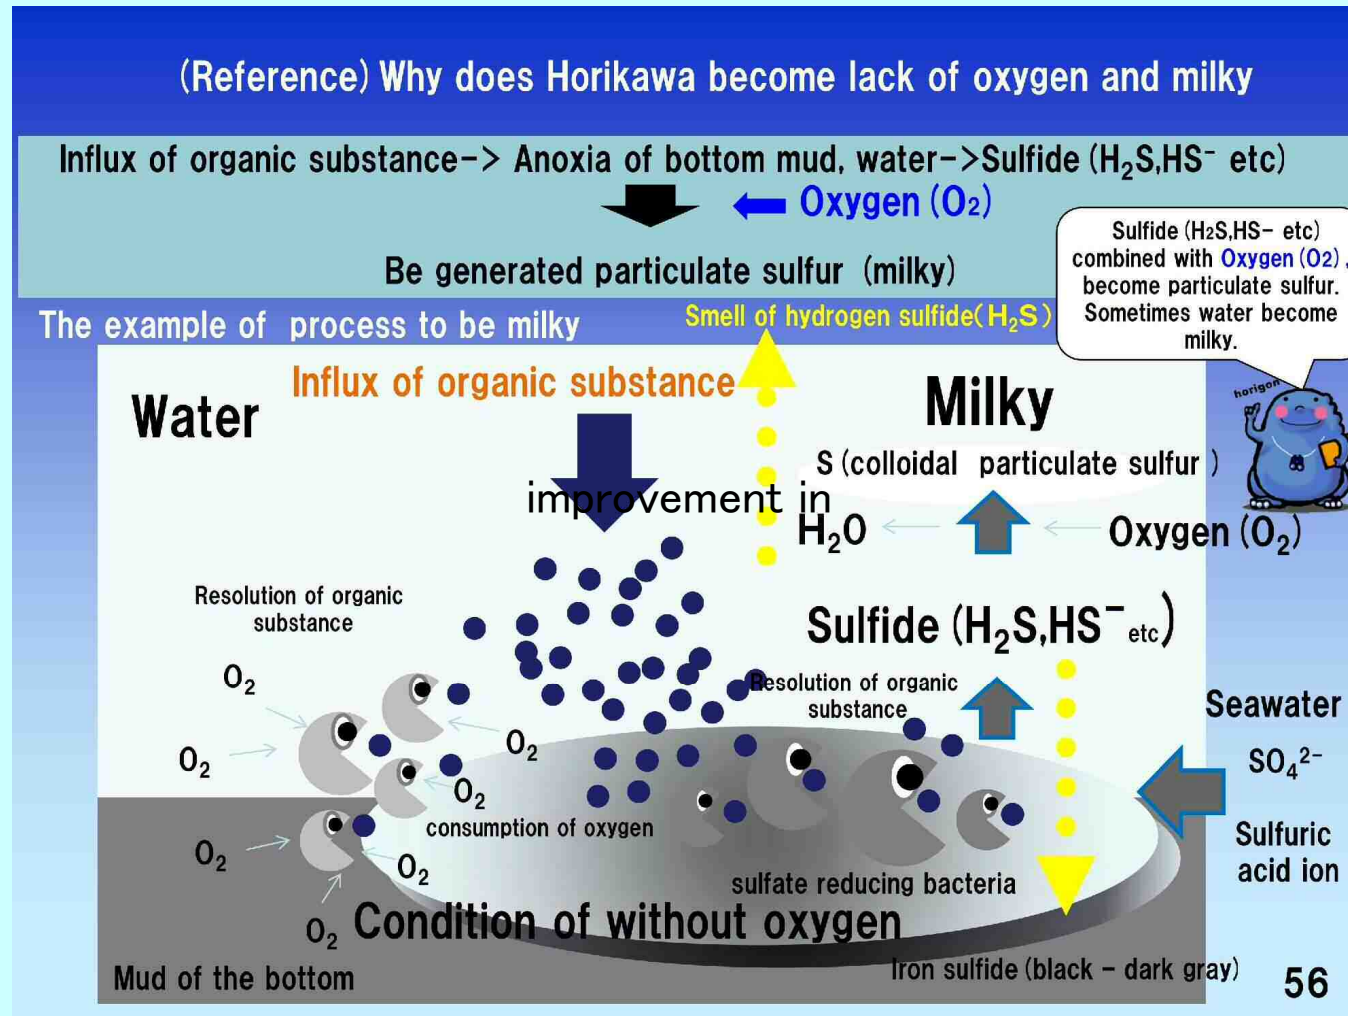 (Reference) Why does Horikawa become lack of oxygen and milky
Influx of organic substance-> Anoxia of bottom mud, water->Sulfide (H₂S,HS⁻ etc)
Oxygen (O₂)
Be generated particulate sulfur (milky)
Sulfide (H2S,HS- etc)
combined with Oxygen (O2),
become particulate sulfur.
Sometimes water become
milky.
The example of process to be milky
Smell of hydrogen sulfide(H₂S)
horigon
Influx of organic substance
Water
Milky
S (colloidal particulate sulfur )
improvement in
H₂O
Oxygen (O₂)
Resolution of organic
substance
Sulfide (H₂S,HS⁻ etc)
O₂
Resolution of organic
substance
Seawater
O₂
O₂
SO₄²⁻
O₂
consumption of oxygen
Sulfuric
acid ion
O₂
O₂
sulfate reducing bacteria
O₂
Condition of without oxygen
Mud of the bottom
Iron sulfide (black - dark gray)
56